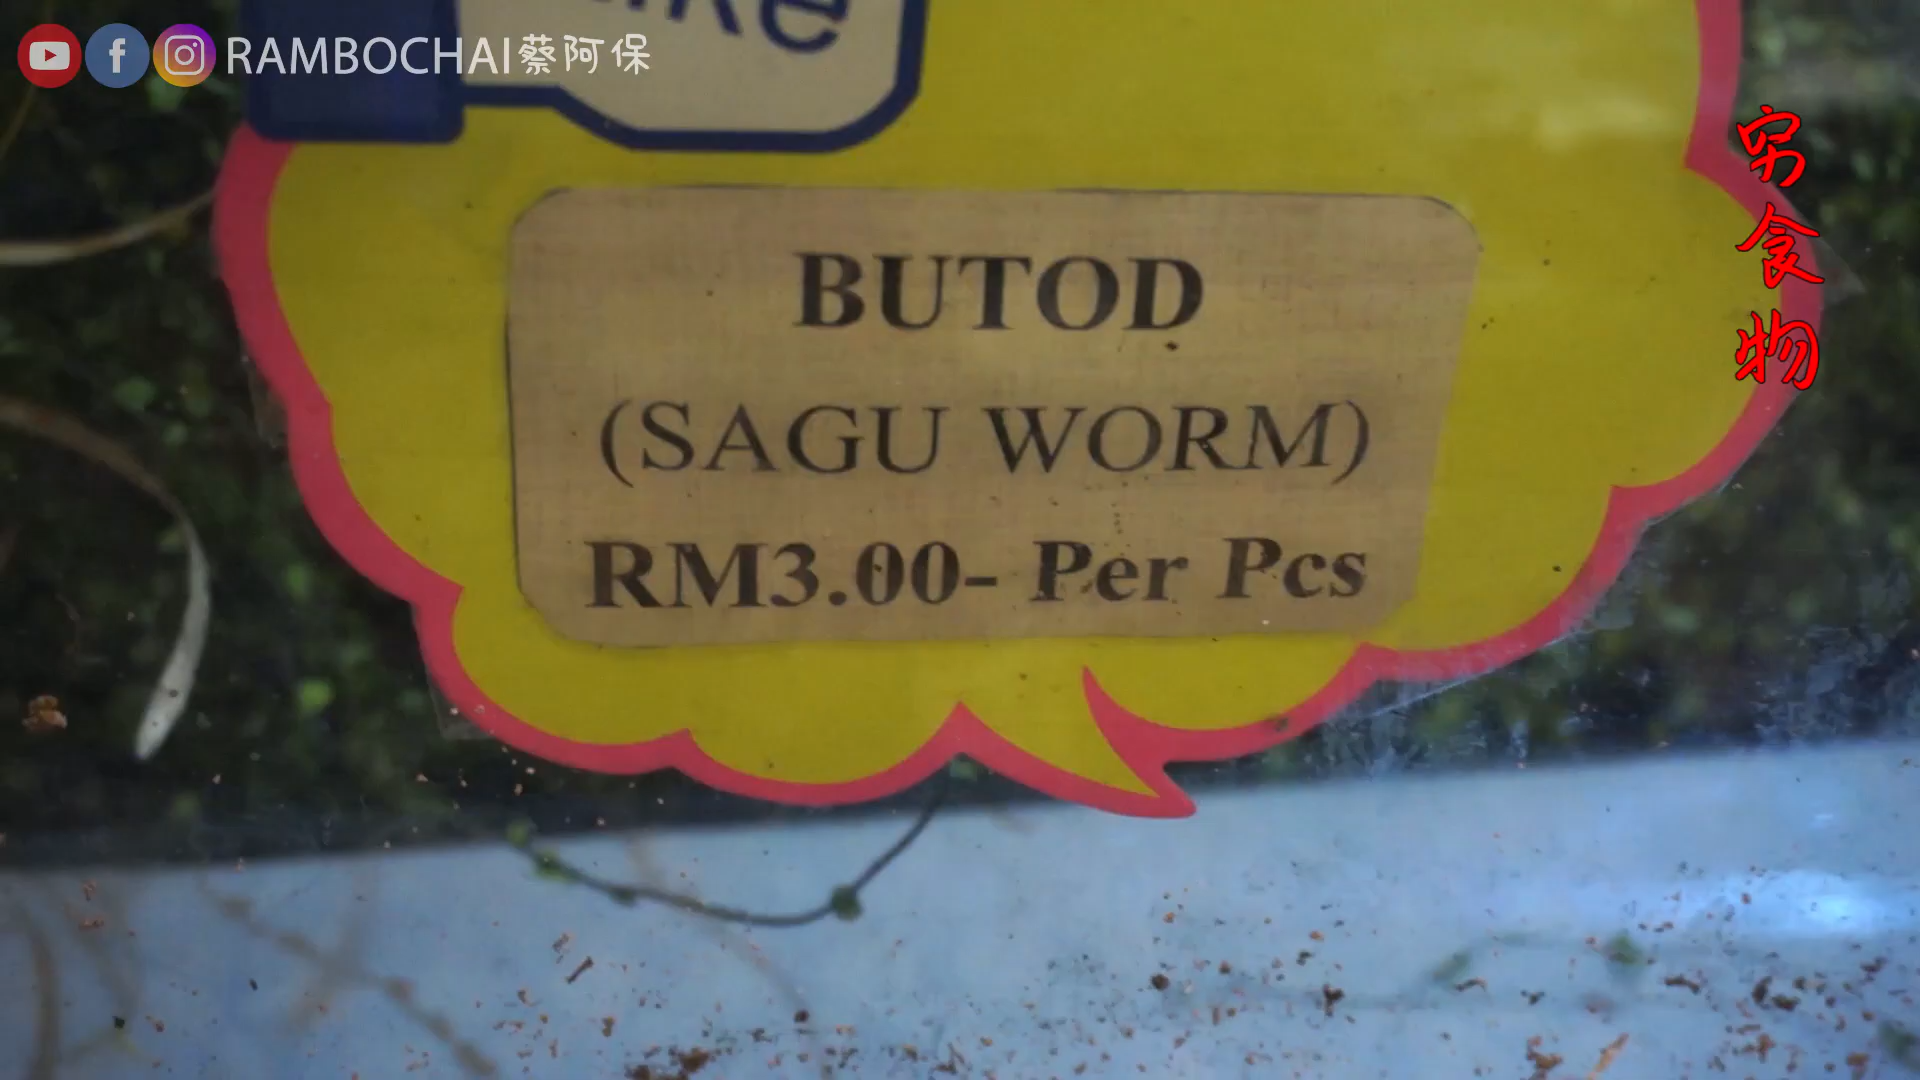 RAMBOCHAI蔡阿保
BUTOD
(SAGU WORM)
RM3.00- Per Pcs
穷食物